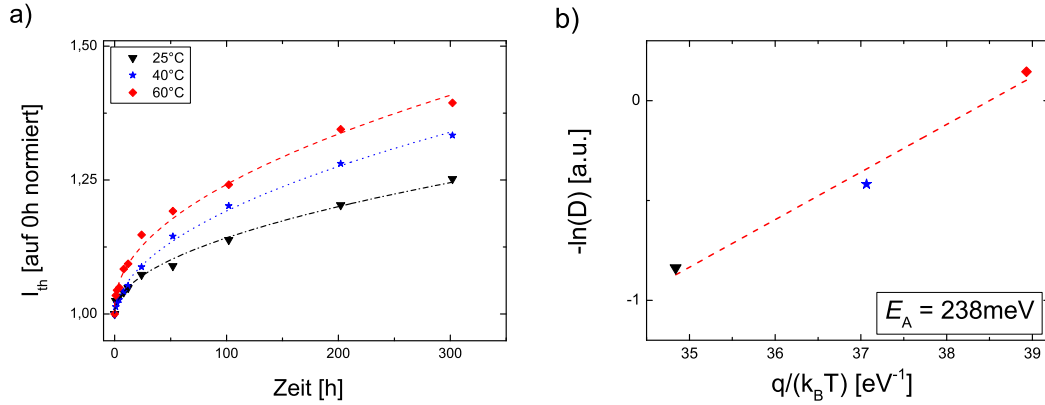 a)
1,50
25°C
40°C
60°C
1,25
1,00
I_th [auf 0h normiert]
0
100
200
300
Zeit [h]
b)
0
-1
-ln(D) [a.u.]
E_A = 238meV
35
36
37
38
39
q/(k_BT) [eV⁻¹]